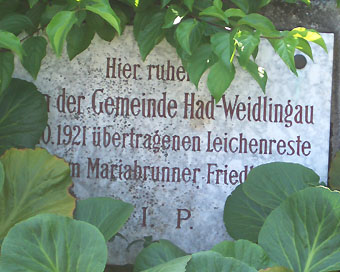 Hier ruhen
der Gemeinde Had-Weidlingau
1921 übertragenen Leichenreste
Mariabrunner Fried
I. P.